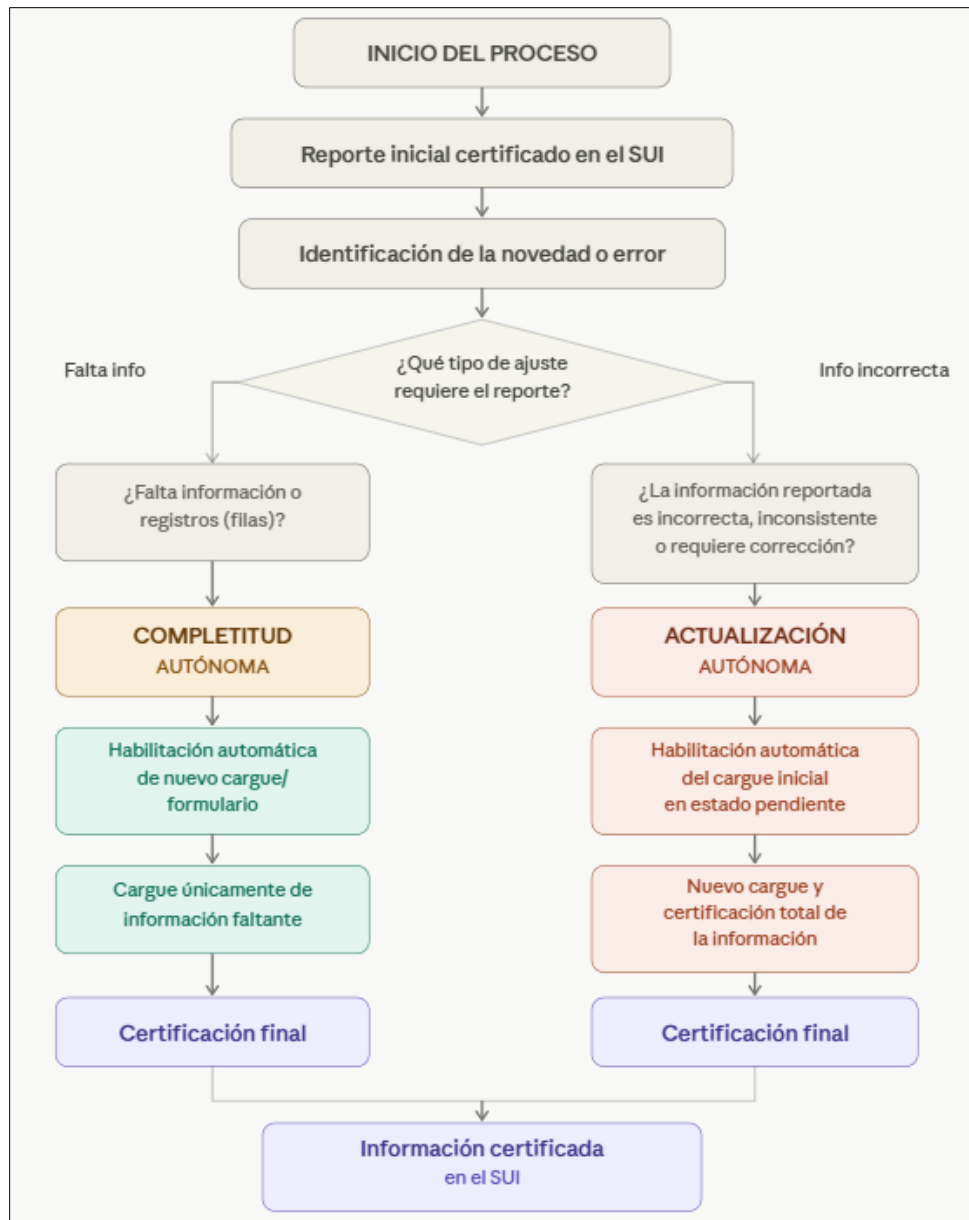 INICIO DEL PROCESO
Reporte inicial certificado en el SUI
Identificación de la novedad o error
¿Qué tipo de ajuste
requiere el reporte?
Falta info
Info incorrecta
¿Falta información o
registros (filas)?
¿La información reportada
es incorrecta, inconsistente
o requiere corrección?
COMPLETITUD
AUTÓNOMA
ACTUALIZACIÓN
AUTÓNOMA
Habilitación automática
de nuevo cargue/
formulario
Habilitación automática
del cargue inicial
en estado pendiente
Cargue únicamente de
información faltante
Nuevo cargue y
certificación total de
la información
Certificación final
Certificación final
Información certificada
en el SUI